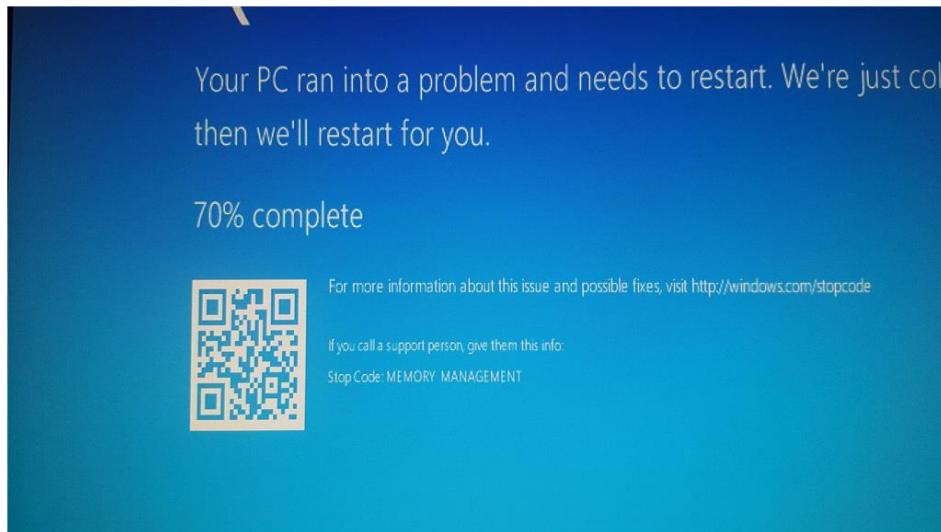 Your PC ran into a problem and needs to restart. We're just col
then we'll restart for you.
70% complete
For more information about this issue and possible fixes, visit http://windows.com/stopcode
If you call a support person, give them this info:
Stop Code: MEMORY MANAGEMENT